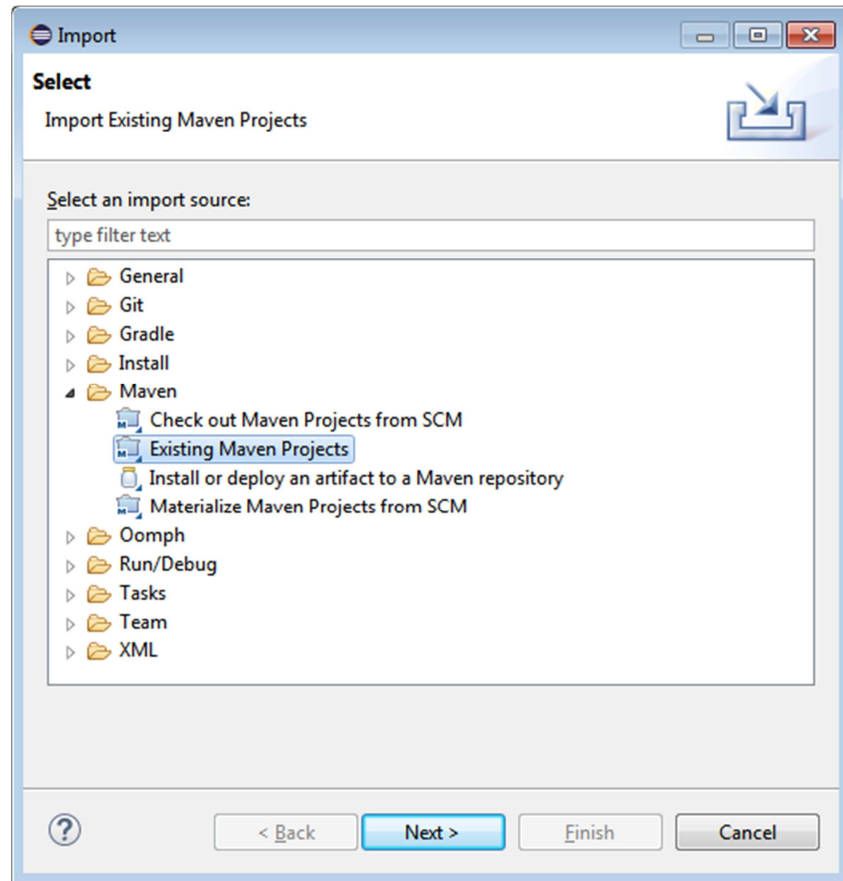 Import
Select
Import Existing Maven Projects
Select an import source:
type filter text
General
Git
Gradle
Install
Maven
Check out Maven Projects from SCM
Existing Maven Projects
Install or deploy an artifact to a Maven repository
Materialize Maven Projects from SCM
Oomph
Run/Debug
Tasks
Team
XML
? < Back Next > Finish Cancel